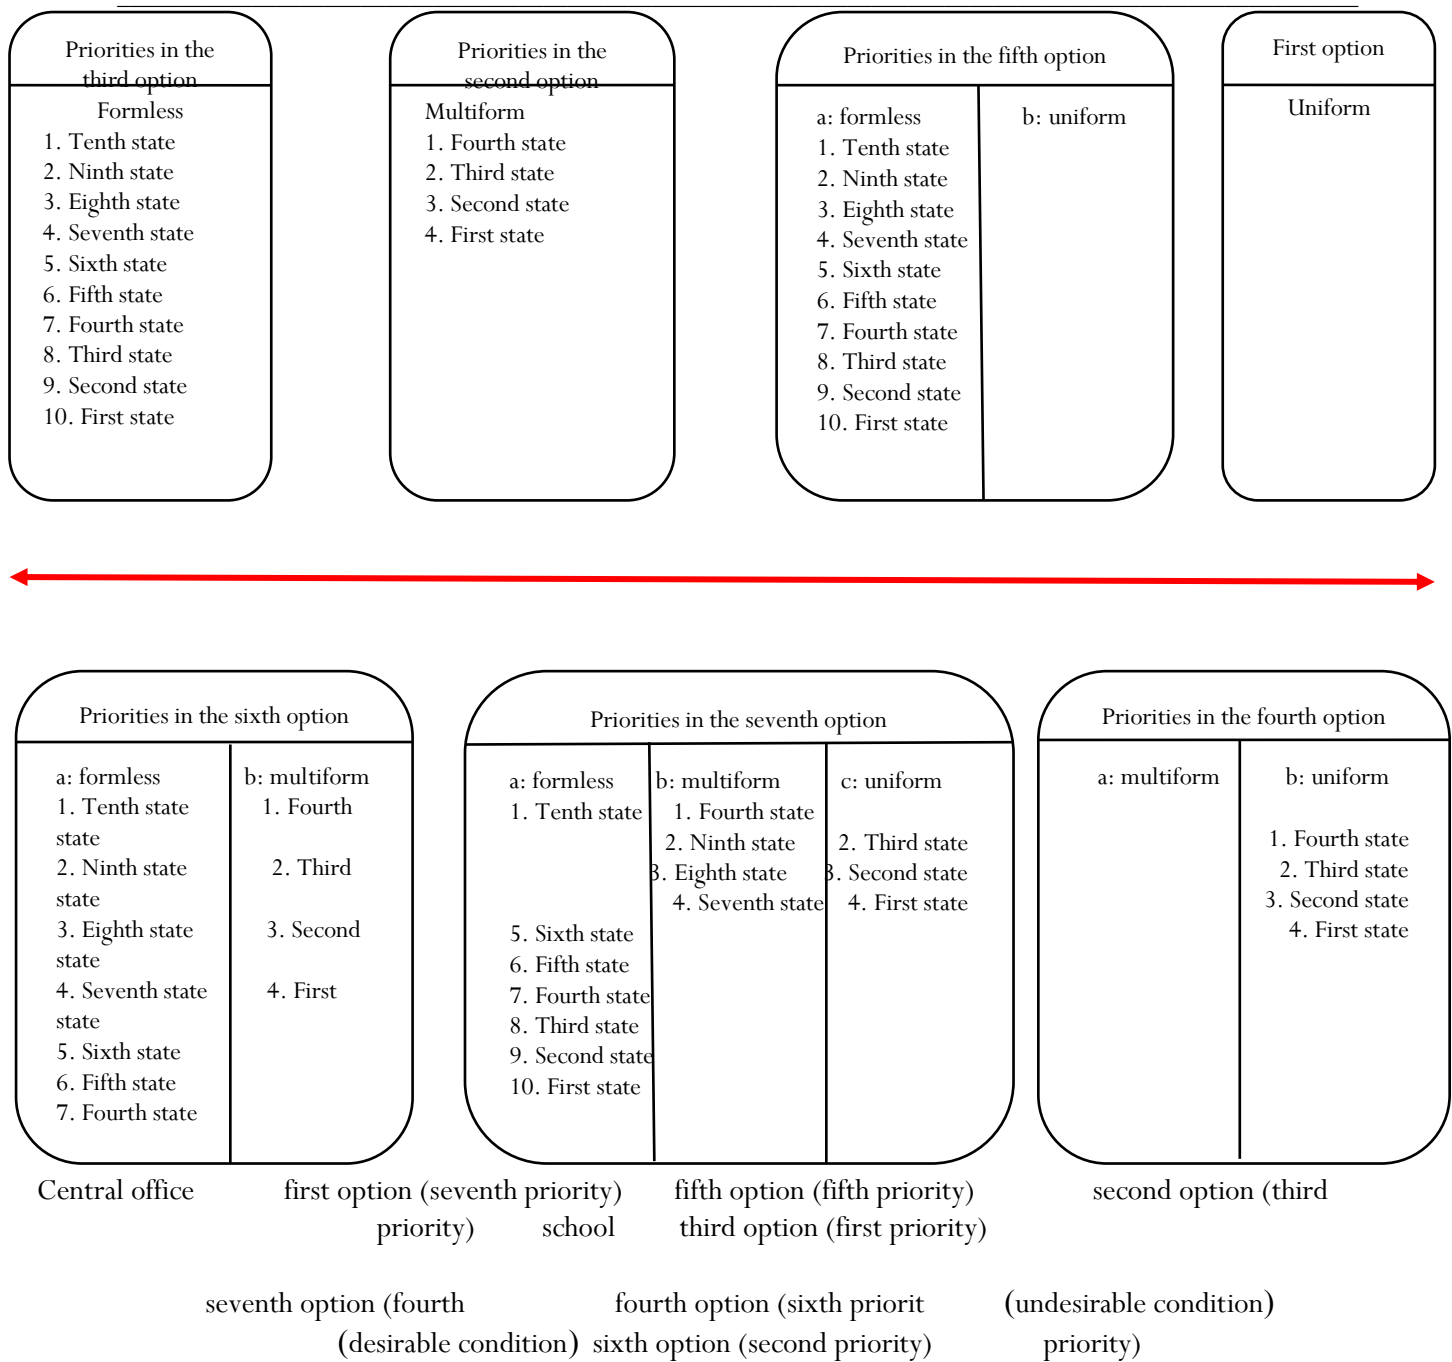 Priorities in the
third option
Formless
1. Tenth state
2. Ninth state
3. Eighth state
4. Seventh state
5. Sixth state
6. Fifth state
7. Fourth state
8. Third state
9. Second state
10. First state
Priorities in the
second option
Multiform
1. Fourth state
2. Third state
3. Second state
4. First state
Priorities in the fifth option
a: formless
1. Tenth state
2. Ninth state
3. Eighth state
4. Seventh state
5. Sixth state
6. Fifth state
7. Fourth state
8. Third state
9. Second state
10. First state
b: uniform
First option
Uniform
Priorities in the sixth option
a: formless b: multiform
1. Tenth state 1. Fourth
state
2. Ninth state 2. Third
state
3. Eighth state 3. Second
state
4. Seventh state 4. First
state
5. Sixth state
6. Fifth state
7. Fourth state
Priorities in the seventh option
a: formless b: multiform c: uniform
1. Tenth state 1. Fourth state
2. Ninth state 2. Third state
3. Eighth state 3. Second state
4. Seventh state 4. First state
5. Sixth state
6. Fifth state
7. Fourth state
8. Third state
9. Second state
10. First state
Priorities in the fourth option
a: multiform b: uniform
1. Fourth state
2. Third state
3. Second state
4. First state
Central office first option (seventh priority) fifth option (fifth priority) second option (third
priority) school third option (first priority)
seventh option (fourth fourth option (sixth priorit (undesirable condition)
(desirable condition) sixth option (second priority) priority)